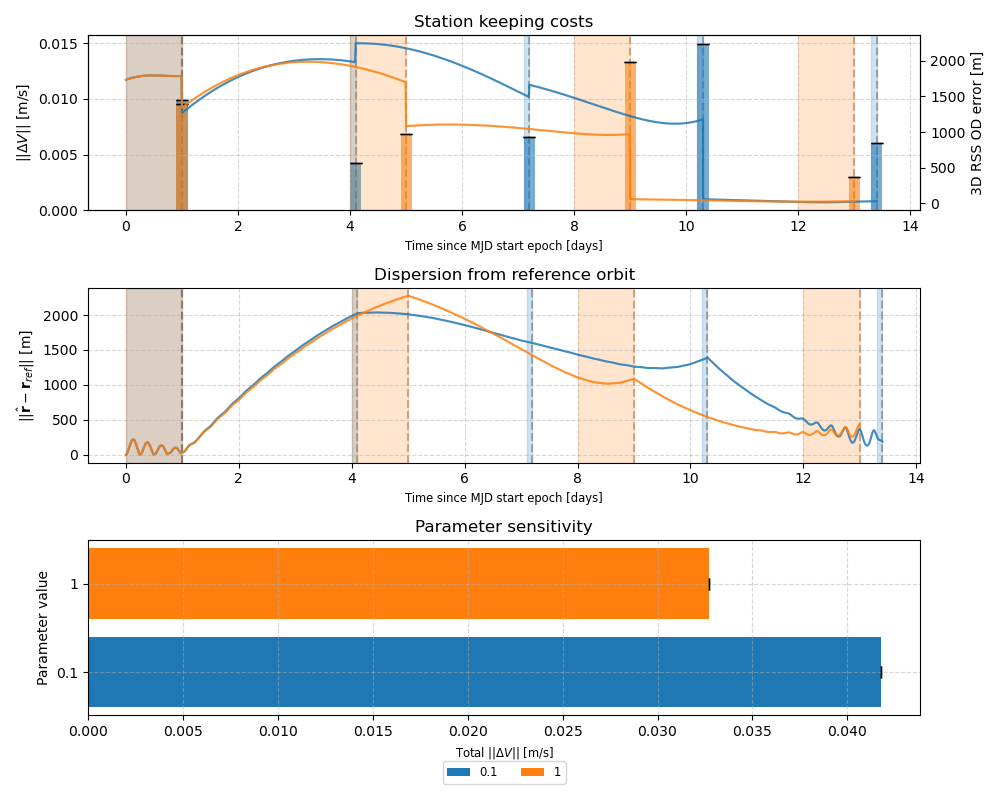 Station keeping costs
||ΔV|| [m/s]
0.015
0.010
0.005
0.000
3D RSS OD error [m]
2000
1500
1000
500
0
0 2 4 6 8 10 12 14
Time since MJD start epoch [days]
Dispersion from reference orbit
||r̂ − r_ref|| [m]
2000
1500
1000
500
0
0 2 4 6 8 10 12 14
Time since MJD start epoch [days]
Parameter sensitivity
Parameter value
1
0.1
0.000 0.005 0.010 0.015 0.020 0.025 0.030 0.035 0.040
Total ||ΔV|| [m/s]
0.1 1